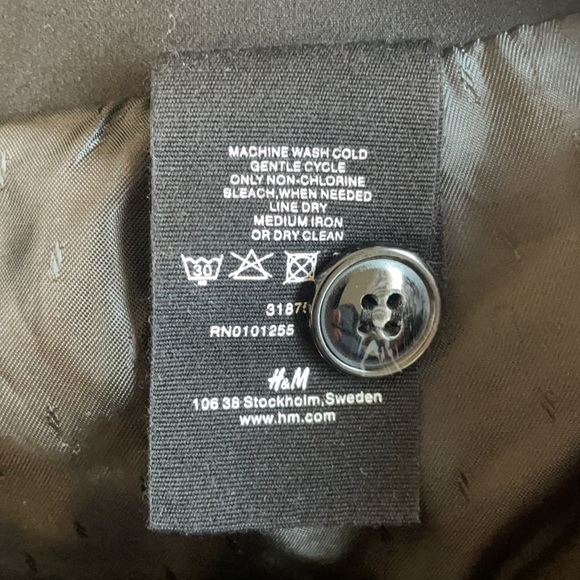 MACHINE WASH COLD
GENTLE CYCLE
ONLY NON-CHLORINE
BLEACH,WHEN NEEDED
LINE DRY
MEDIUM IRON
OR DRY CLEAN
30
RN0101255
H&M
106 38 Stockholm,Sweden
www.hm.com